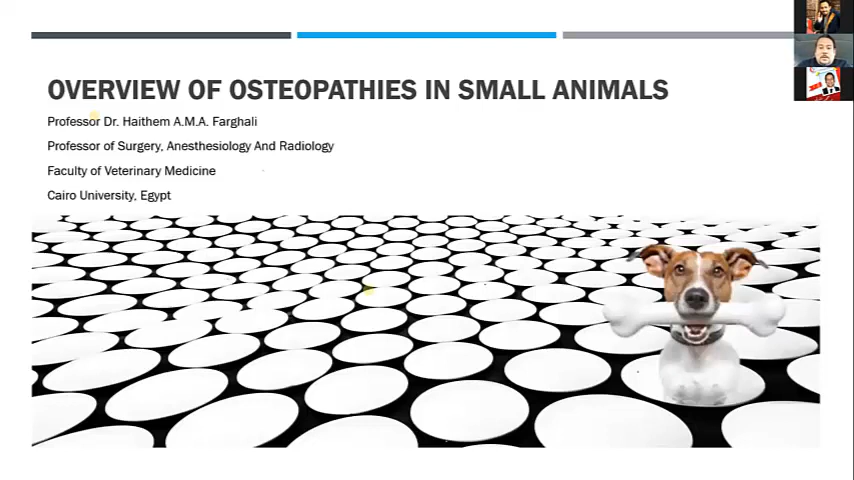 OVERVIEW OF OSTEOPATHIES IN SMALL ANIMALS
Professor Dr. Haithem A.M.A. Farghali
Professor of Surgery, Anesthesiology And Radiology
Faculty of Veterinary Medicine
Cairo University, Egypt